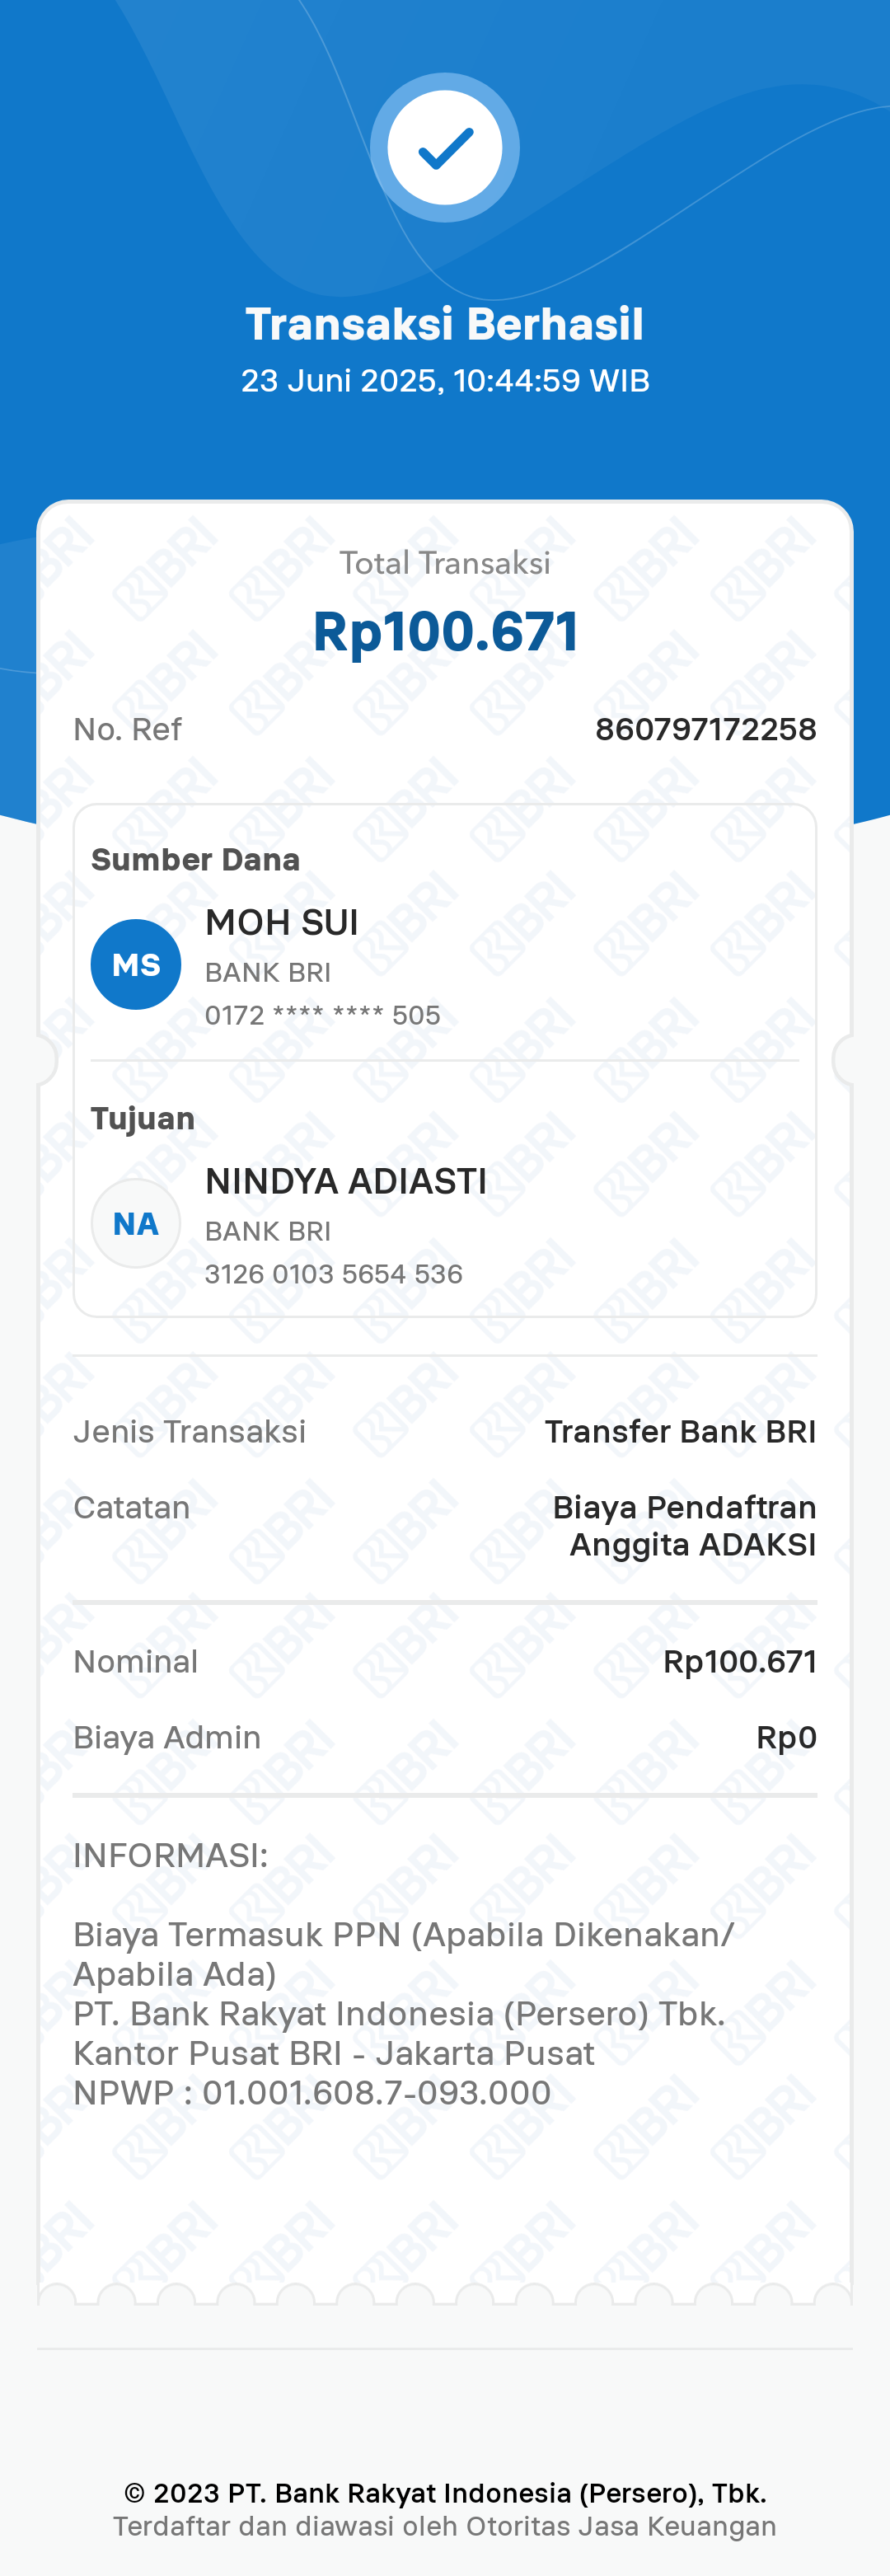 Transaksi Berhasil
23 Juni 2025, 10:44:59 WIB
Total Transaksi
Rp100.671
No. Ref 860797172258
Sumber Dana
MS
MOH SUI
BANK BRI
0172 **** **** 505
Tujuan
NA
NINDYA ADIASTI
BANK BRI
3126 0103 5654 536
Jenis Transaksi Transfer Bank BRI
Catatan Biaya Pendaftran
Anggita ADAKSI
Nominal Rp100.671
Biaya Admin Rp0
INFORMASI:
Biaya Termasuk PPN (Apabila Dikenakan/
Apabila Ada)
PT. Bank Rakyat Indonesia (Persero) Tbk.
Kantor Pusat BRI - Jakarta Pusat
NPWP : 01.001.608.7-093.000
© 2023 PT. Bank Rakyat Indonesia (Persero), Tbk.
Terdaftar dan diawasi oleh Otoritas Jasa Keuangan